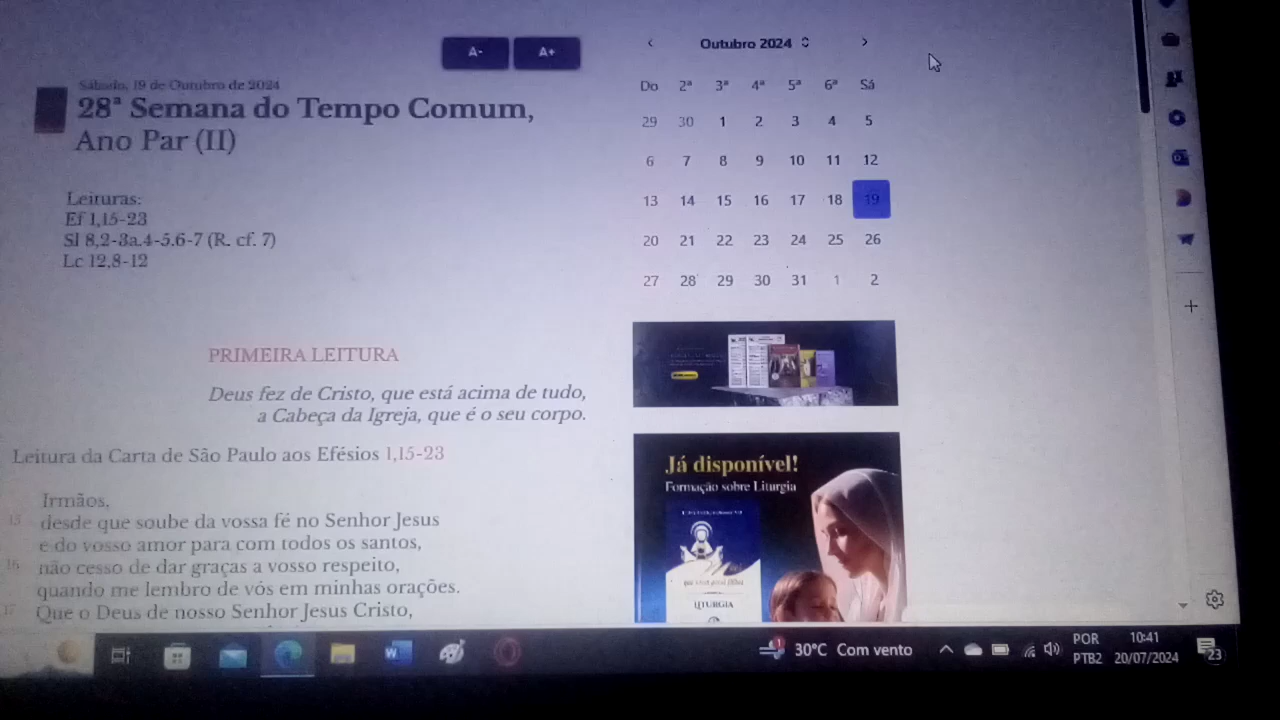 A-
A+
Sábado, 19 de Outubro de 2024
28ª Semana do Tempo Comum,
Ano Par (II)
Leituras:
Ef 1,15-23
Sl 8,2-3a.4-5.6-7 (R. cf. 7)
Lc 12,8-12
PRIMEIRA LEITURA
Deus fez de Cristo, que está acima de tudo,
a Cabeça da Igreja, que é o seu corpo.
Leitura da Carta de São Paulo aos Efésios 1,15-23
Irmãos,
15 desde que soube da vossa fé no Senhor Jesus
e do vosso amor para com todos os santos,
16 não cesso de dar graças a vosso respeito,
quando me lembro de vós em minhas orações.
17 Que o Deus de nosso Senhor Jesus Cristo,
Outubro 2024
Do 2ª 3ª 4ª 5ª 6ª Sá
29 30 1 2 3 4 5
6 7 8 9 10 11 12
13 14 15 16 17 18 19
20 21 22 23 24 25 26
27 28 29 30 31 1 2
Já disponível!
Formação sobre Liturgia
LITURGIA
30°C Com vento
POR 10:41
PTB2 20/07/2024
23